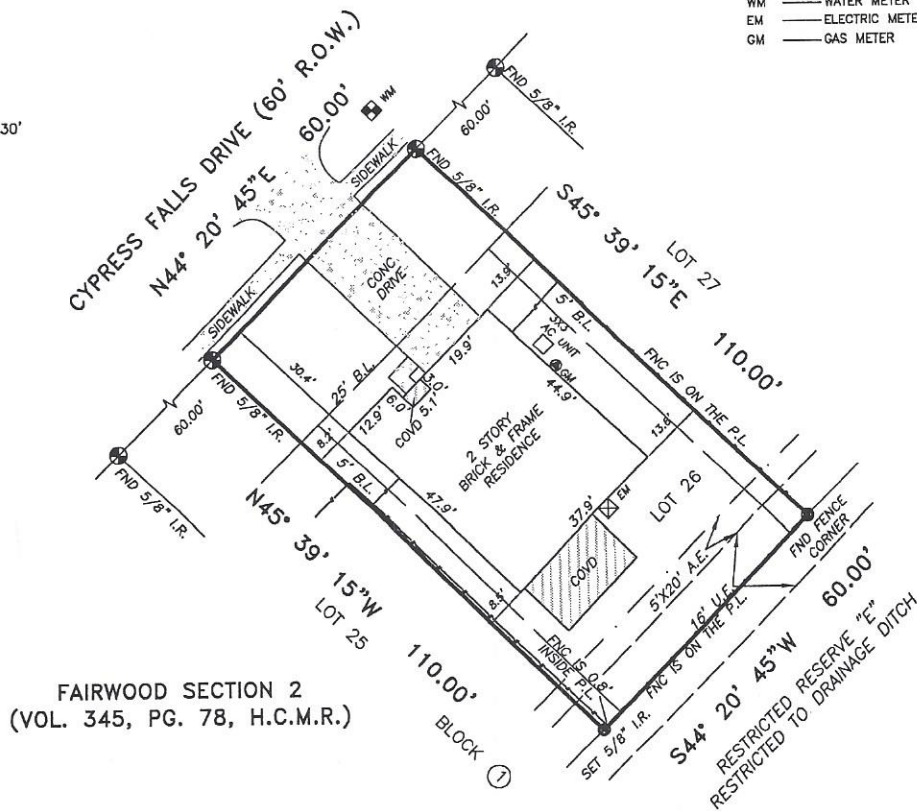 WM WATER METER
EM ELECTRIC METE
GM GAS METER
30'
CYPRESS FALLS DRIVE (60' R.O.W.)
N44° 20' 45"E 60.00'
WM
FND 5/8" I.R.
60.00'
SIDEWALK
FND 5/8" I.R.
SIDEWALK
CONC
DRIVE
S45° 39' 15"E 110.00'
LOT 27
13.9'
5' B.L.
3X3
AC UNIT
GM
FNC IS ON THE P.L.
44.9'
19.9'
25' B.L.
30.4'
FND 5/8" I.R.
60.00'
FND 5/8" I.R.
8.2'
12.9'
6.0'
COVD 5.1'
5' B.L.
47.9'
2 STORY
BRICK & FRAME
RESIDENCE
13.8'
37.9'
EM
LOT 26
COVD
8.5'
5'X20' A.E.
16' U.E.
FND FENCE
CORNER
N45° 39' 15"W 110.00'
LOT 25
FNC IS
INSIDE P.L.
0.8'
FNC IS ON THE P.L.
SET 5/8" I.R.
S44° 20' 45"W 60.00'
RESTRICTED RESERVE "E"
RESTRICTED TO DRAINAGE DITCH
FAIRWOOD SECTION 2
(VOL. 345, PG. 78, H.C.M.R.)
BLOCK 1